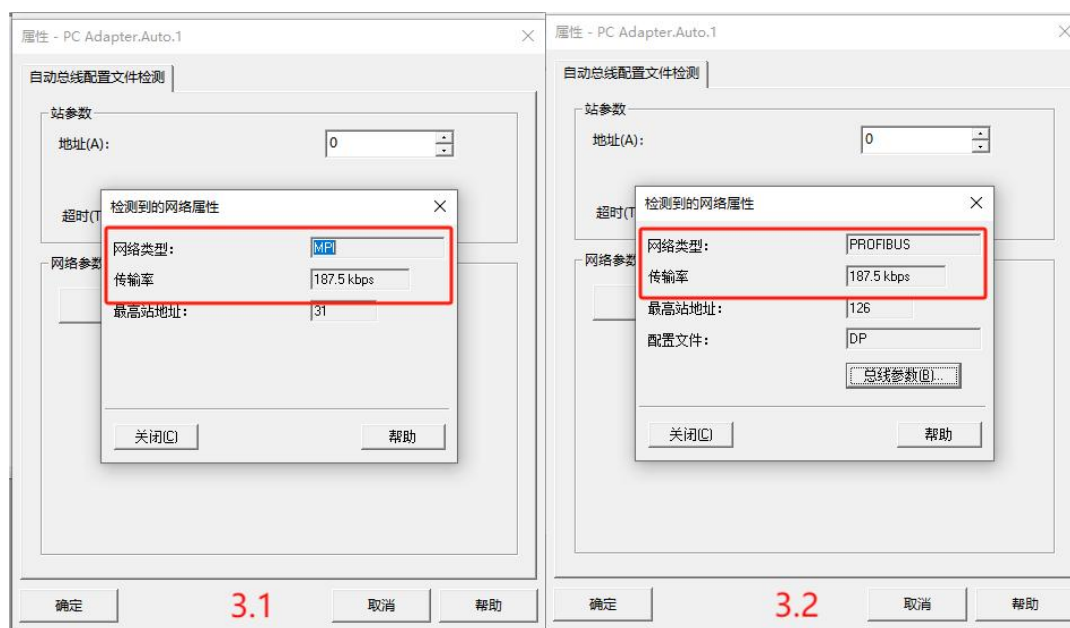 属性 - PC Adapter.Auto.1
自动总线配置文件检测
站参数
地址(A):
0
超时(T
检测到的网络属性
网络类型:
MPI
传输率
187.5 kbps
最高站地址:
31
关闭(C)
帮助
网络参数
确定
3.1
取消
帮助
属性 - PC Adapter.Auto.1
自动总线配置文件检测
站参数
地址(A):
0
超时(T
检测到的网络属性
网络类型:
PROFIBUS
传输率
187.5 kbps
最高站地址:
126
配置文件:
DP
总线参数(B)...
关闭(C)
帮助
网络参数
确定
3.2
取消
帮助